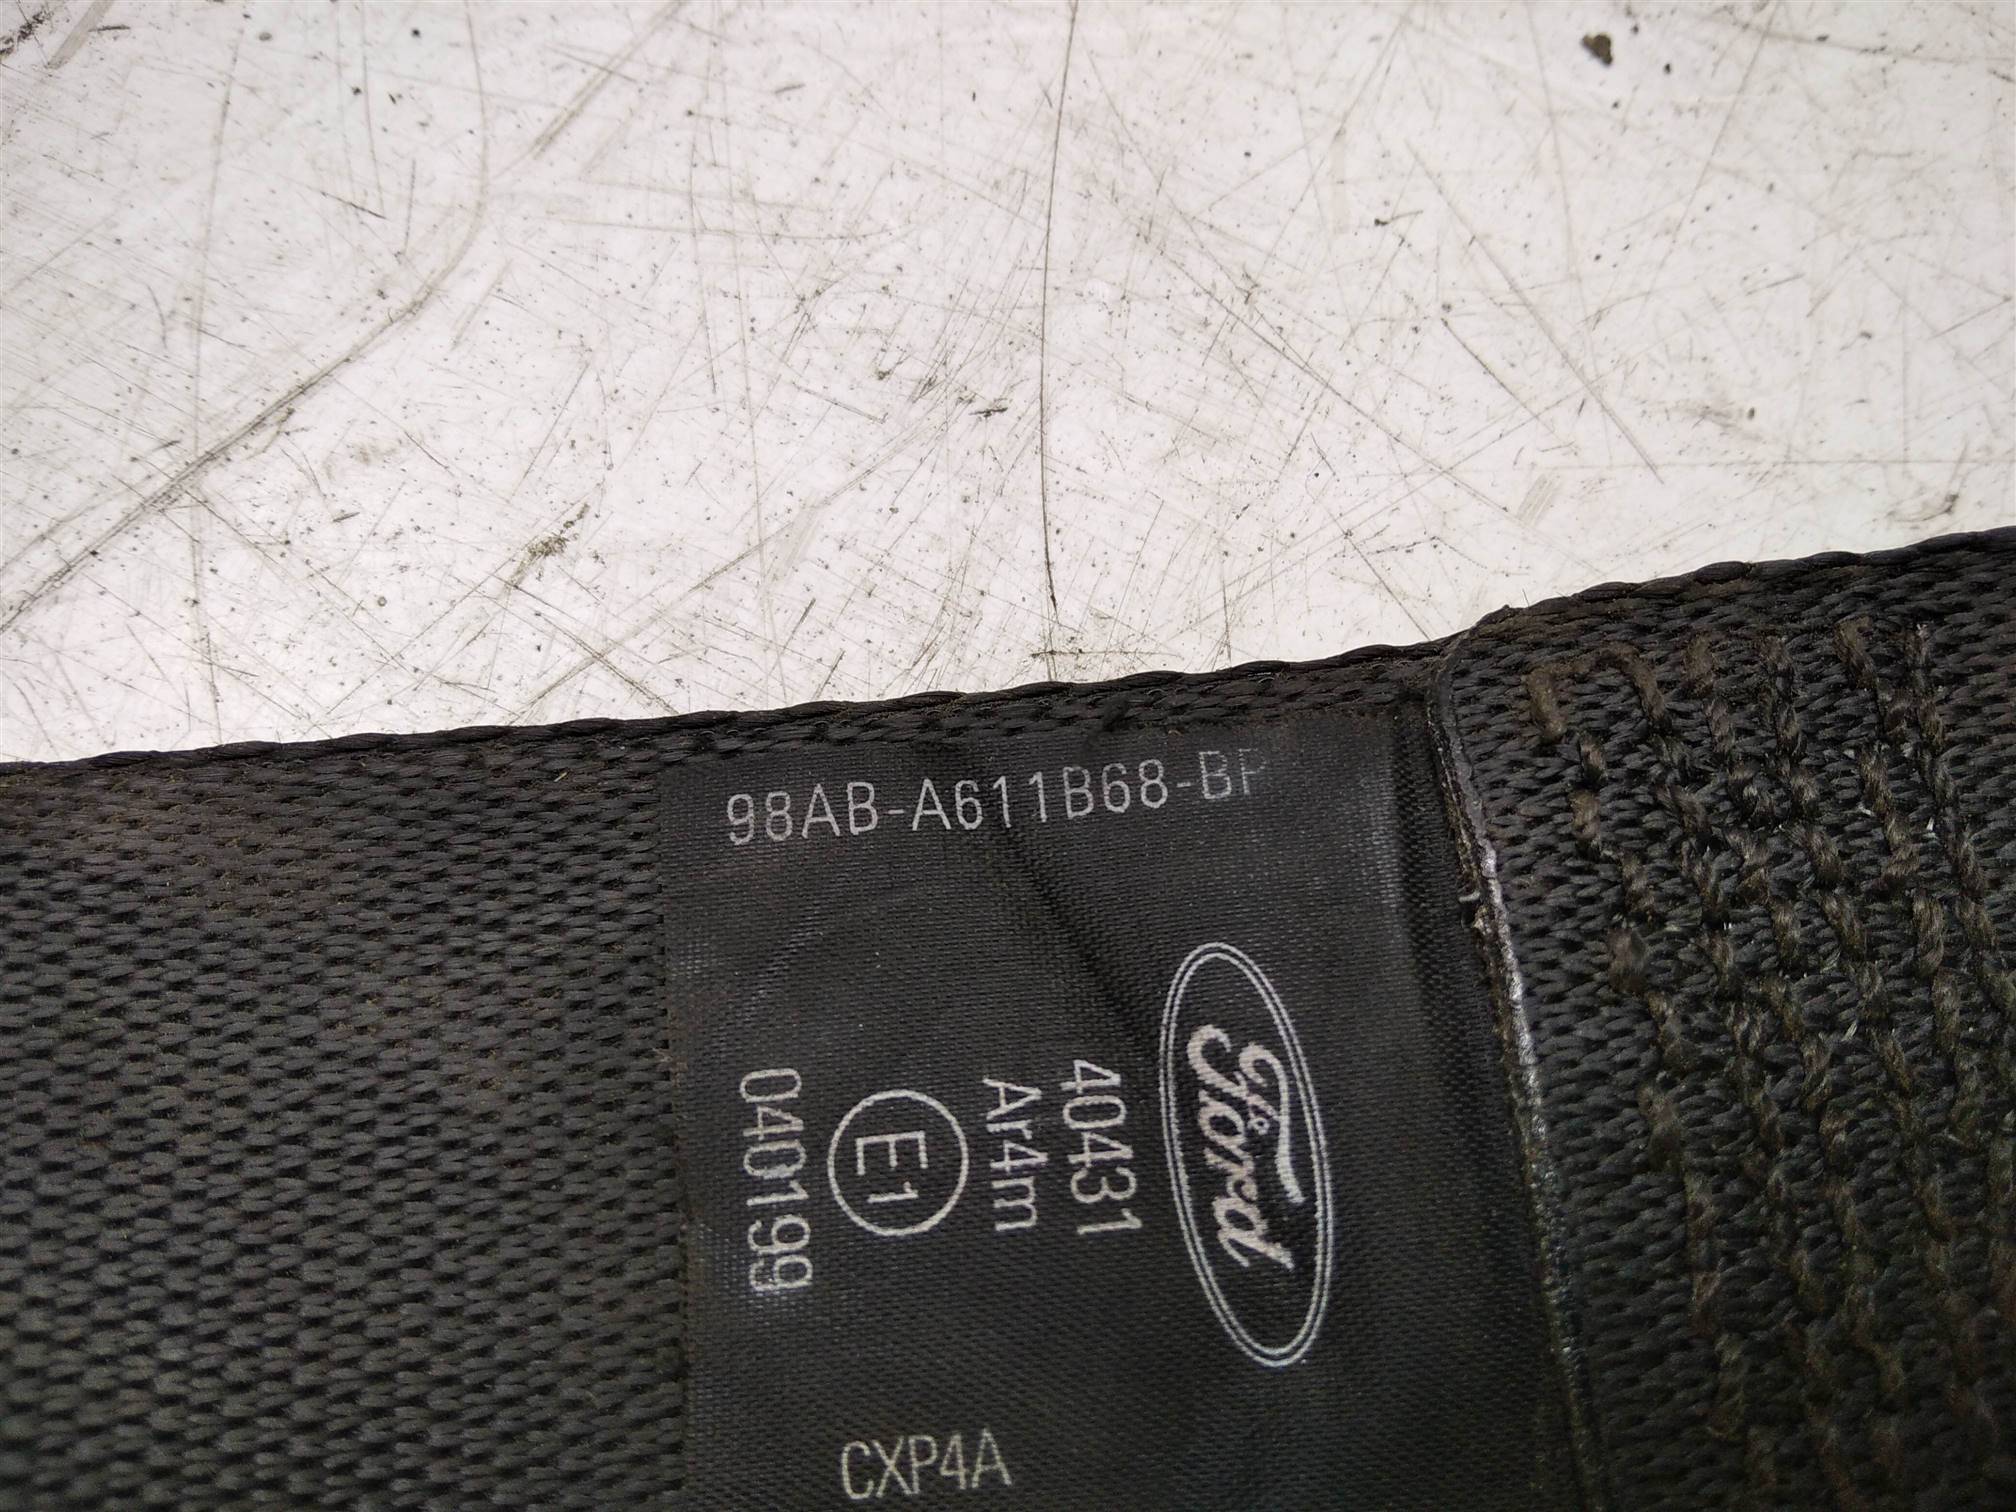 98AB-A611B68-BP
Ford
40431
Ar4m
E1
040199
CXP4A